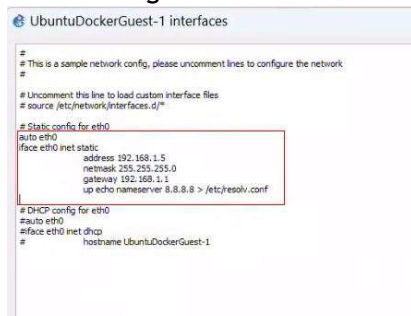 UbuntuDockerGuest-1 interfaces
#
# This is a sample network config, please uncomment lines to configure the network
#
# Uncomment this line to load custom interface files
# source /etc/network/interfaces.d/*
# Static config for eth0
auto eth0
iface eth0 inet static
address 192.168.1.5
netmask 255.255.255.0
gateway 192.168.1.1
up echo nameserver 8.8.8.8 > /etc/resolv.conf
# DHCP config for eth0
#auto eth0
#iface eth0 inet dhcp
# hostname UbuntuDockerGuest-1